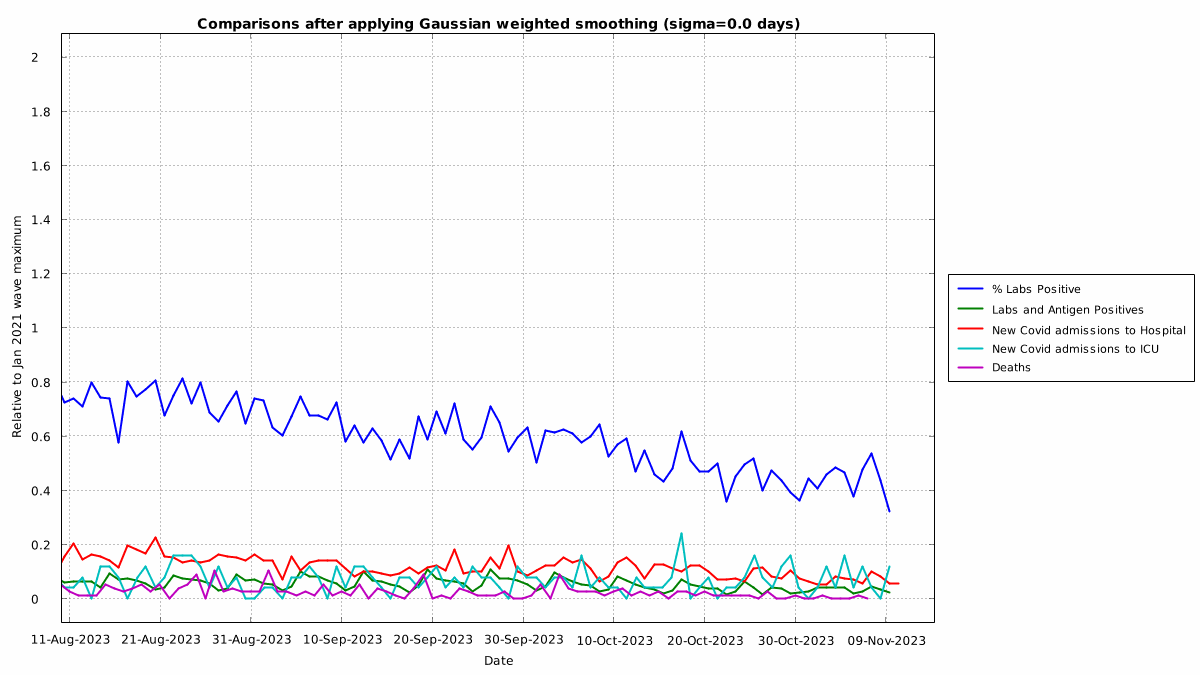 Comparisons after applying Gaussian weighted smoothing (sigma=0.0 days)
Relative to Jan 2021 wave maximum
2
1.8
1.6
1.4
1.2
1
0.8
0.6
0.4
0.2
0
11-Aug-2023 21-Aug-2023 31-Aug-2023 10-Sep-2023 20-Sep-2023 30-Sep-2023 10-Oct-2023 20-Oct-2023 30-Oct-2023 09-Nov-2023
Date
% Labs Positive
Labs and Antigen Positives
New Covid admissions to Hospital
New Covid admissions to ICU
Deaths